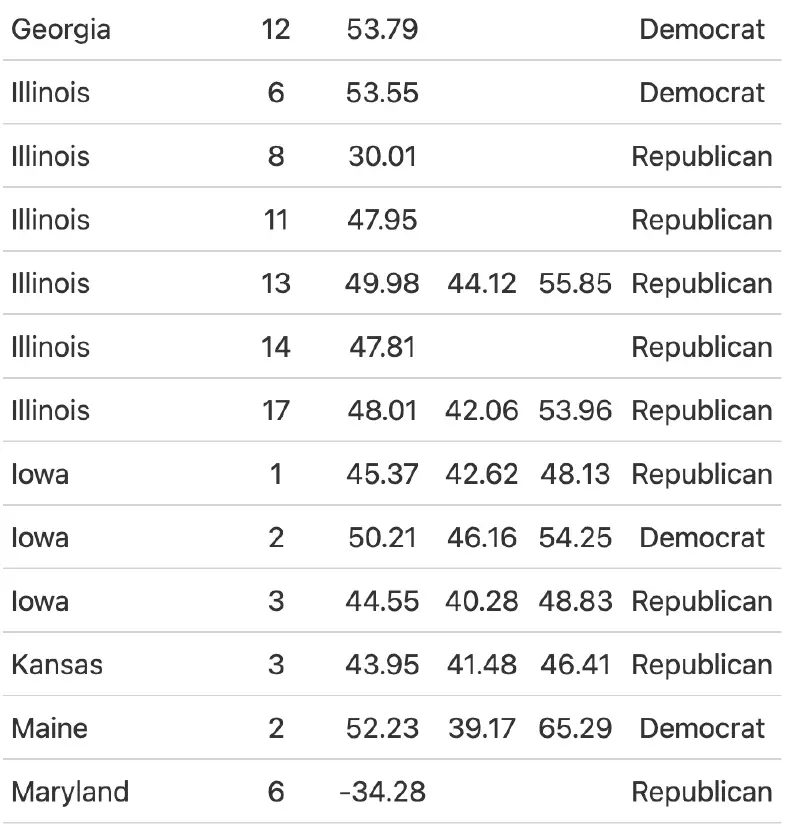 Georgia 12 53.79 Democrat
Illinois 6 53.55 Democrat
Illinois 8 30.01 Republican
Illinois 11 47.95 Republican
Illinois 13 49.98 44.12 55.85 Republican
Illinois 14 47.81 Republican
Illinois 17 48.01 42.06 53.96 Republican
Iowa 1 45.37 42.62 48.13 Republican
Iowa 2 50.21 46.16 54.25 Democrat
Iowa 3 44.55 40.28 48.83 Republican
Kansas 3 43.95 41.48 46.41 Republican
Maine 2 52.23 39.17 65.29 Democrat
Maryland 6 -34.28 Republican